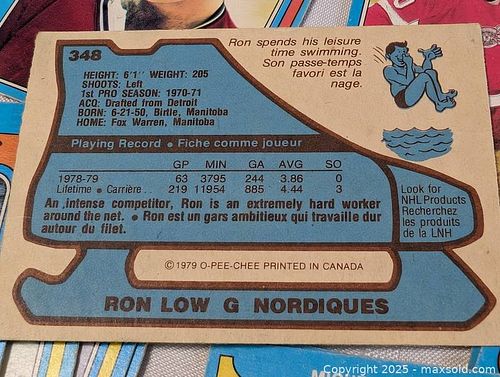 348
Ron spends his leisure
time swimming.
Son passe-temps
favori est la
nage.
HEIGHT: 6'1" WEIGHT: 205
SHOOTS: Left
1st PRO SEASON: 1970-71
ACQ: Drafted from Detroit
BORN: 6-21-50, Birtle, Manitoba
HOME: Fox Warren, Manitoba
Playing Record • Fiche comme joueur
GP MIN GA AVG SO
1978-79 63 3795 244 3.86 0
Lifetime • Carrière... 219 11954 885 4.44 3
An intense competitor, Ron is an extremely hard worker
around the net. • Ron est un gars ambitieux qui travaille dur
autour du filet.
Look for
NHL Products
Recherchez
les produits
de la LNH
©1979 O-PEE-CHEE PRINTED IN CANADA
RON LOW G NORDIQUES
Copyright 2025 - maxsold.com